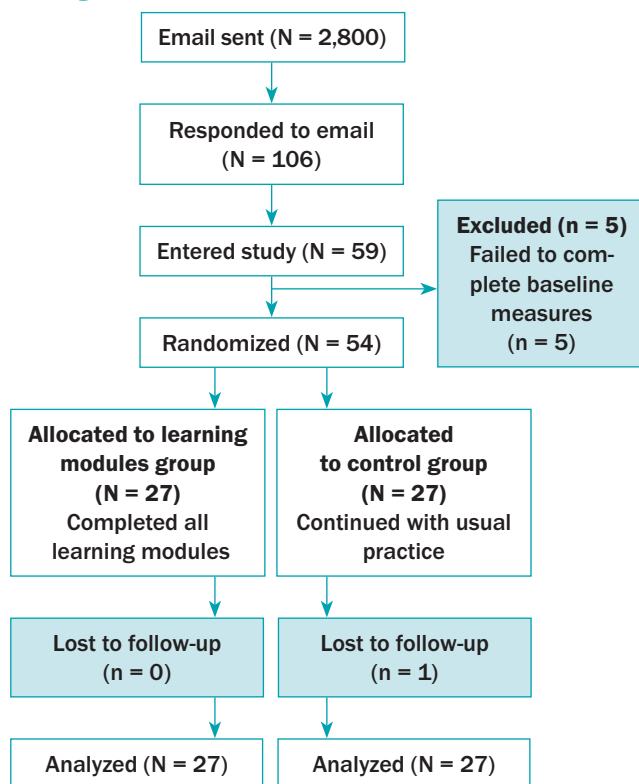 Email sent (N = 2,800)
Responded to email
(N = 106)
Entered study (N = 59)
Excluded (n = 5)
Failed to com-
plete baseline
measures
(n = 5)
Randomized (N = 54)
Allocated to learning
modules group
(N = 27)
Completed all
learning modules
Allocated
to control group
(N = 27)
Continued with usual
practice
Lost to follow-up
(n = 0)
Lost to follow-up
(n = 1)
Analyzed (N = 27)
Analyzed (N = 27)